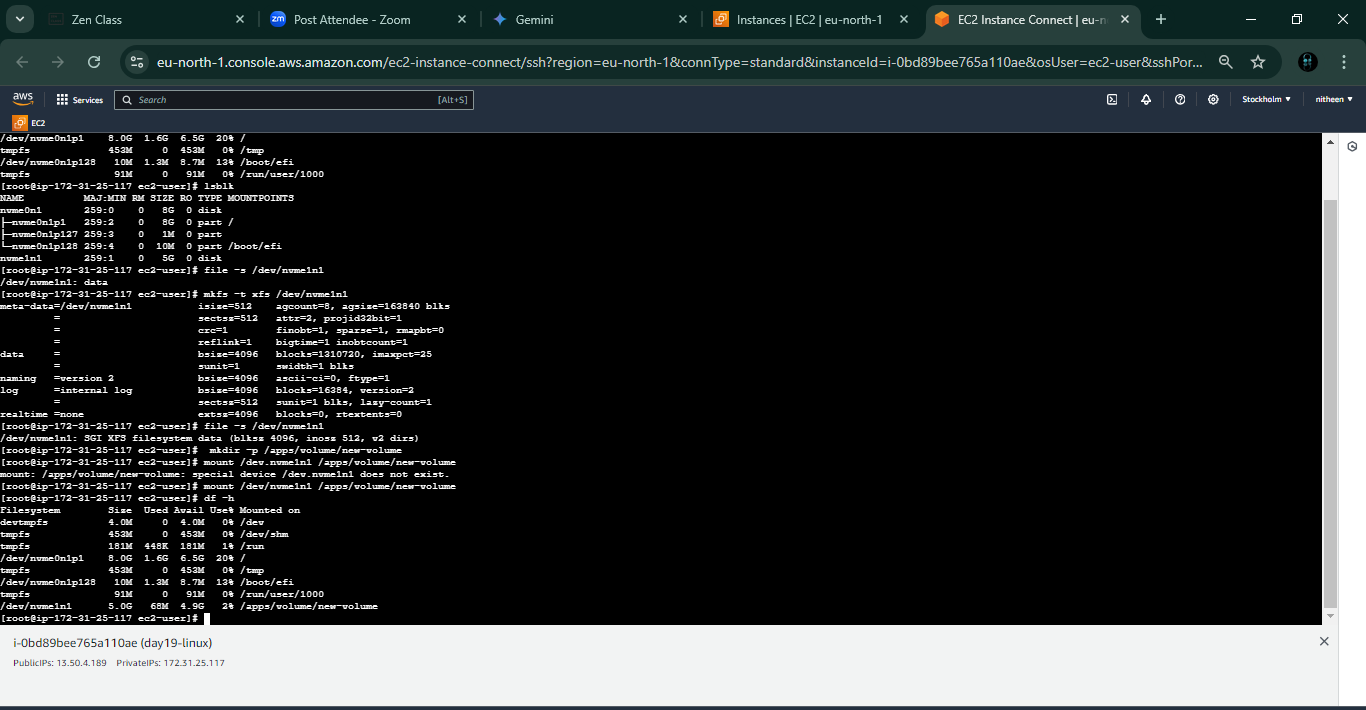 Zen Class
zm Post Attendee - Zoom
Gemini
Instances | EC2 | eu-north-1
EC2 Instance Connect | eu-n
eu-north-1.console.aws.amazon.com/ec2-instance-connect/ssh?region=eu-north-1&connType=standard&instanceId=i-0bd89bee765a110ae&osUser=ec2-user&sshPor...
aws Services Search [Alt+S] Stockholm ▼ nitheen ▼
EC2
/dev/nvme0n1p1    8.0G  1.6G  6.5G  20% /
tmpfs             453M     0  453M   0% /tmp
/dev/nvme0n1p128   10M  1.3M  8.7M  13% /boot/efi
tmpfs              91M     0   91M   0% /run/user/1000
[root@ip-172-31-25-117 ec2-user]# lsblk
NAME          MAJ:MIN RM SIZE RO TYPE MOUNTPOINTS
nvme0n1       259:0    0   8G  0 disk
├─nvme0n1p1   259:2    0   8G  0 part /
├─nvme0n1p127 259:3    0   1M  0 part
└─nvme0n1p128 259:4    0  10M  0 part /boot/efi
nvme1n1       259:1    0   5G  0 disk
[root@ip-172-31-25-117 ec2-user]# file -s /dev/nvme1n1
/dev/nvme1n1: data
[root@ip-172-31-25-117 ec2-user]# mkfs -t xfs /dev/nvme1n1
meta-data=/dev/nvme1n1           isize=512    agcount=8, agsize=163840 blks
         =                       sectsz=512   attr=2, projid32bit=1
         =                       crc=1        finobt=1, sparse=1, rmapbt=0
         =                       reflink=1    bigtime=1 inobtcount=1
data     =                       bsize=4096   blocks=1310720, imaxpct=25
         =                       sunit=1      swidth=1 blks
naming   =version 2              bsize=4096   ascii-ci=0, ftype=1
log      =internal log           bsize=4096   blocks=16384, version=2
         =                       sectsz=512   sunit=1 blks, lazy-count=1
realtime =none                   extsz=4096   blocks=0, rtextents=0
[root@ip-172-31-25-117 ec2-user]# file -s /dev/nvme1n1
/dev/nvme1n1: SGI XFS filesystem data (blksz 4096, inosz 512, v2 dirs)
[root@ip-172-31-25-117 ec2-user]#  mkdir -p /apps/volume/new-volume
[root@ip-172-31-25-117 ec2-user]# mount /dev.nvme1n1 /apps/volume/new-volume
mount: /apps/volume/new-volume: special device /dev.nvme1n1 does not exist.
[root@ip-172-31-25-117 ec2-user]# mount /dev/nvme1n1 /apps/volume/new-volume
[root@ip-172-31-25-117 ec2-user]# df -h
Filesystem        Size  Used Avail Use% Mounted on
devtmpfs          4.0M     0  4.0M   0% /dev
tmpfs             453M     0  453M   0% /dev/shm
tmpfs             181M  448K  181M   1% /run
/dev/nvme0n1p1    8.0G  1.6G  6.5G  20% /
tmpfs             453M     0  453M   0% /tmp
/dev/nvme0n1p128   10M  1.3M  8.7M  13% /boot/efi
tmpfs              91M     0   91M   0% /run/user/1000
/dev/nvme1n1      5.0G   68M  4.9G   2% /apps/volume/new-volume
[root@ip-172-31-25-117 ec2-user]#
i-0bd89bee765a110ae (day19-linux)
PublicIPs: 13.50.4.189 PrivateIPs: 172.31.25.117